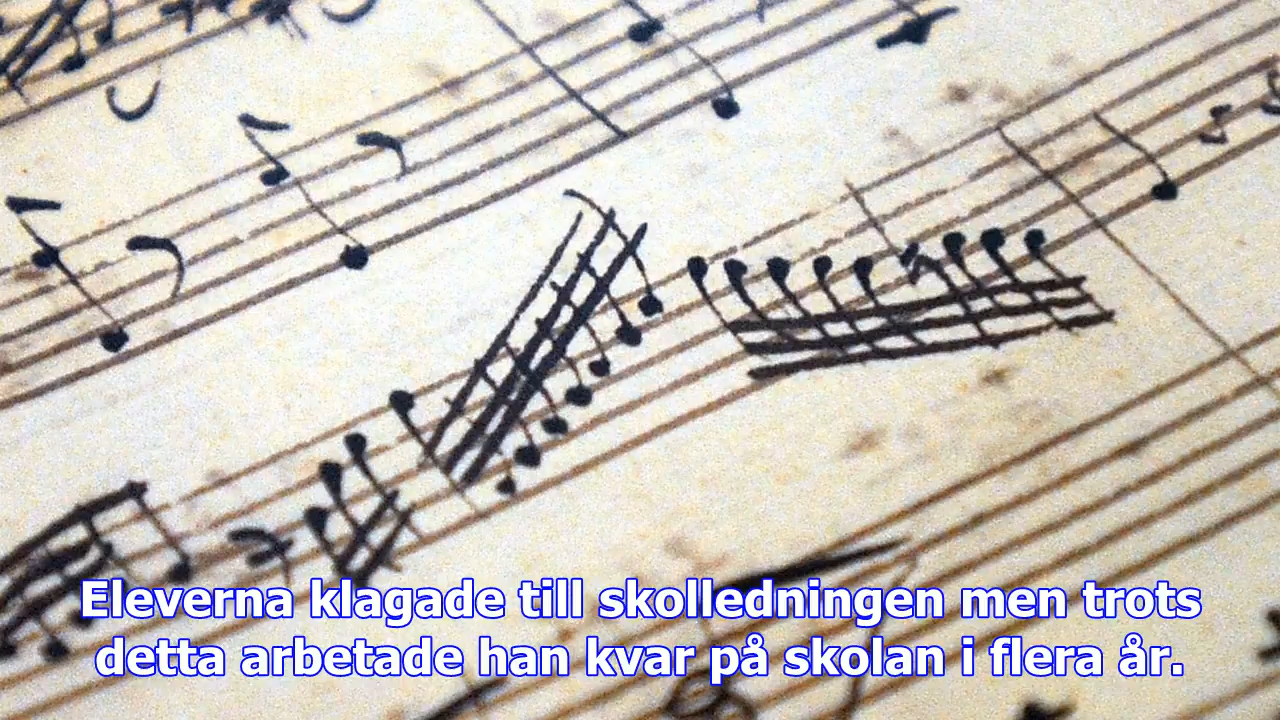 Eleverna klagade till skolledningen men trots
detta arbetade han kvar på skolan i flera år.